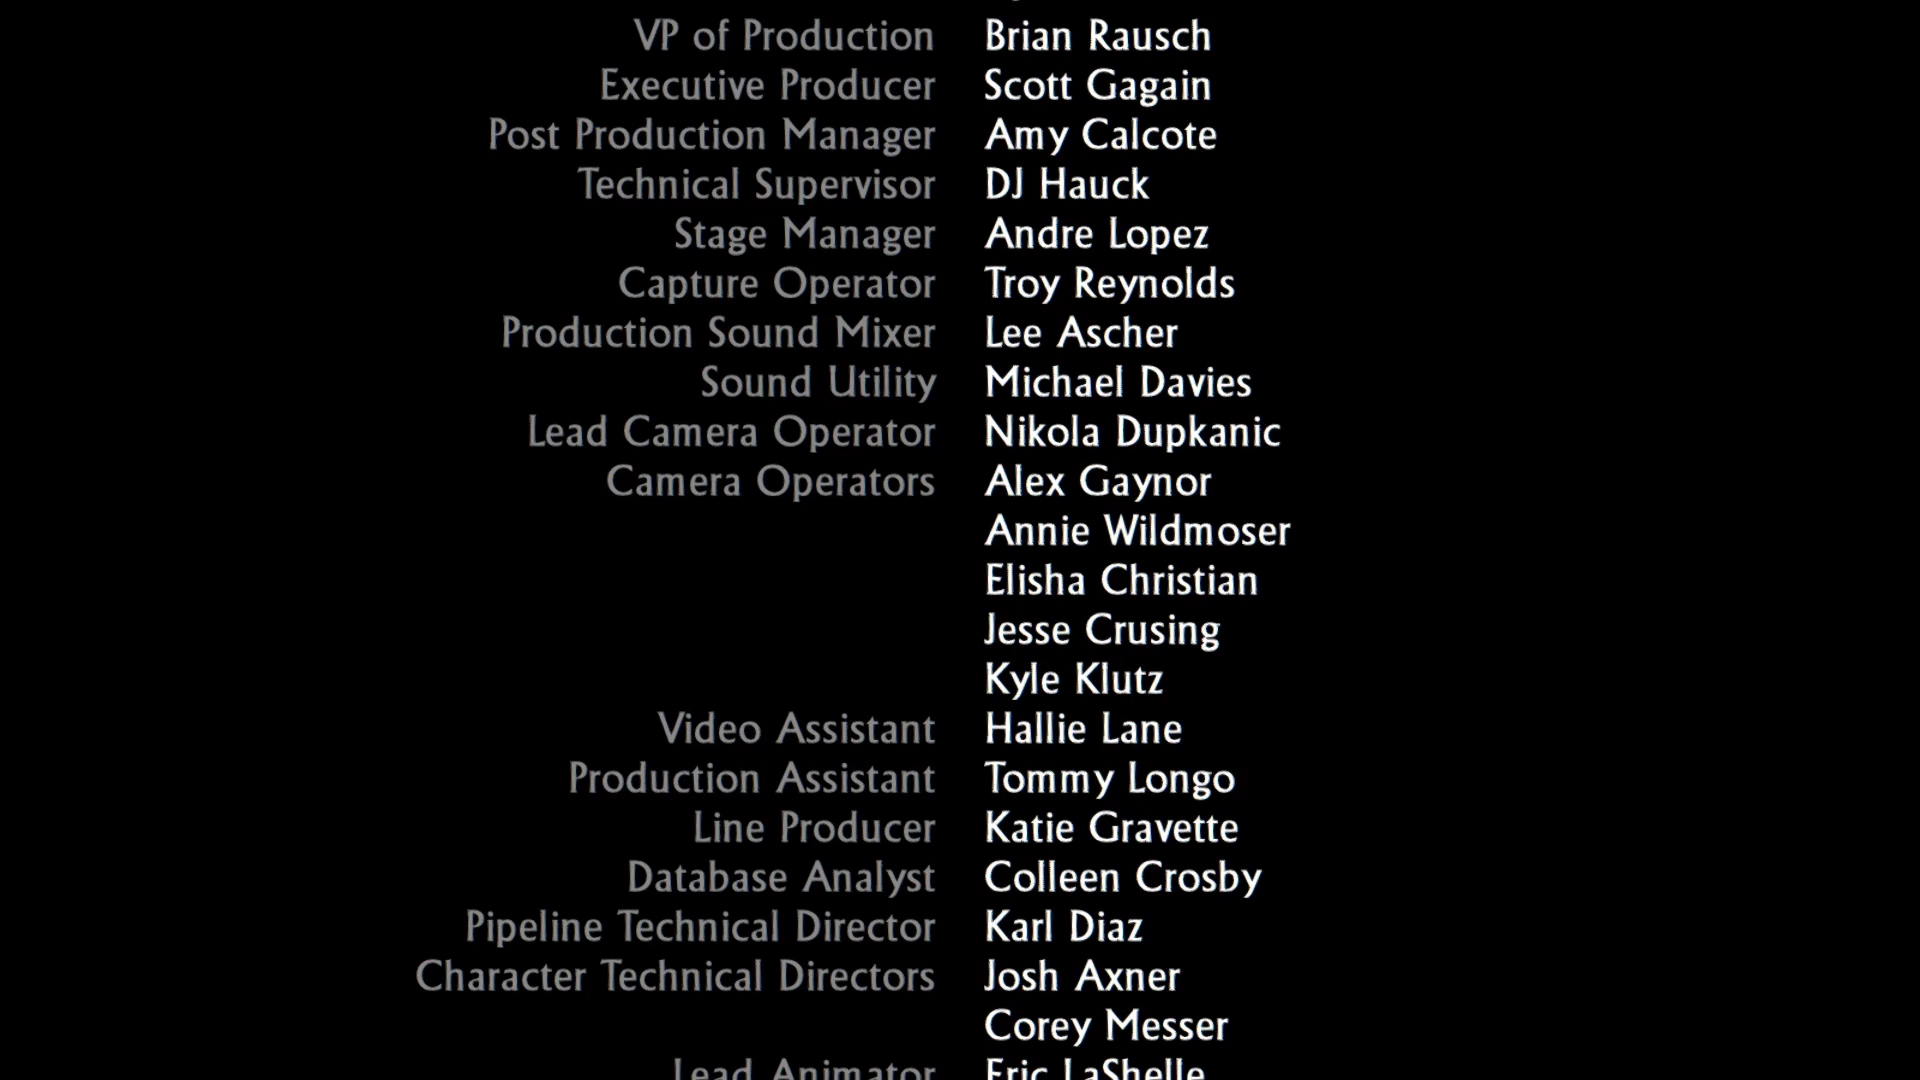 VP of Production Brian Rausch
Executive Producer Scott Gagain
Post Production Manager Amy Calcote
Technical Supervisor DJ Hauck
Stage Manager Andre Lopez
Capture Operator Troy Reynolds
Production Sound Mixer Lee Ascher
Sound Utility Michael Davies
Lead Camera Operator Nikola Dupkanic
Camera Operators Alex Gaynor
Annie Wildmoser
Elisha Christian
Jesse Crusing
Kyle Klutz
Video Assistant Hallie Lane
Production Assistant Tommy Longo
Line Producer Katie Gravette
Database Analyst Colleen Crosby
Pipeline Technical Director Karl Diaz
Character Technical Directors Josh Axner
Corey Messer
Lead Animator Eric LaShelle